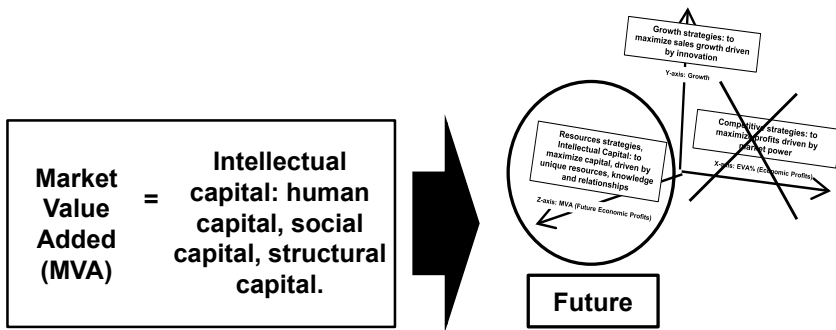 Market
Value
Added
(MVA)
=
Intellectual
capital: human
capital, social
capital, structural
capital.
Growth strategies: to
maximize sales growth driven
by innovation
Y-axis: Growth
Competitive strategies: to
maximize profits driven by
market power
X-axis: EVA% (Economic Profits)
Resources strategies,
Intellectual Capital: to
maximize capital, driven by
unique resources, knowledge
and relationships
Z-axis: MVA (Future Economic Profits)
Future